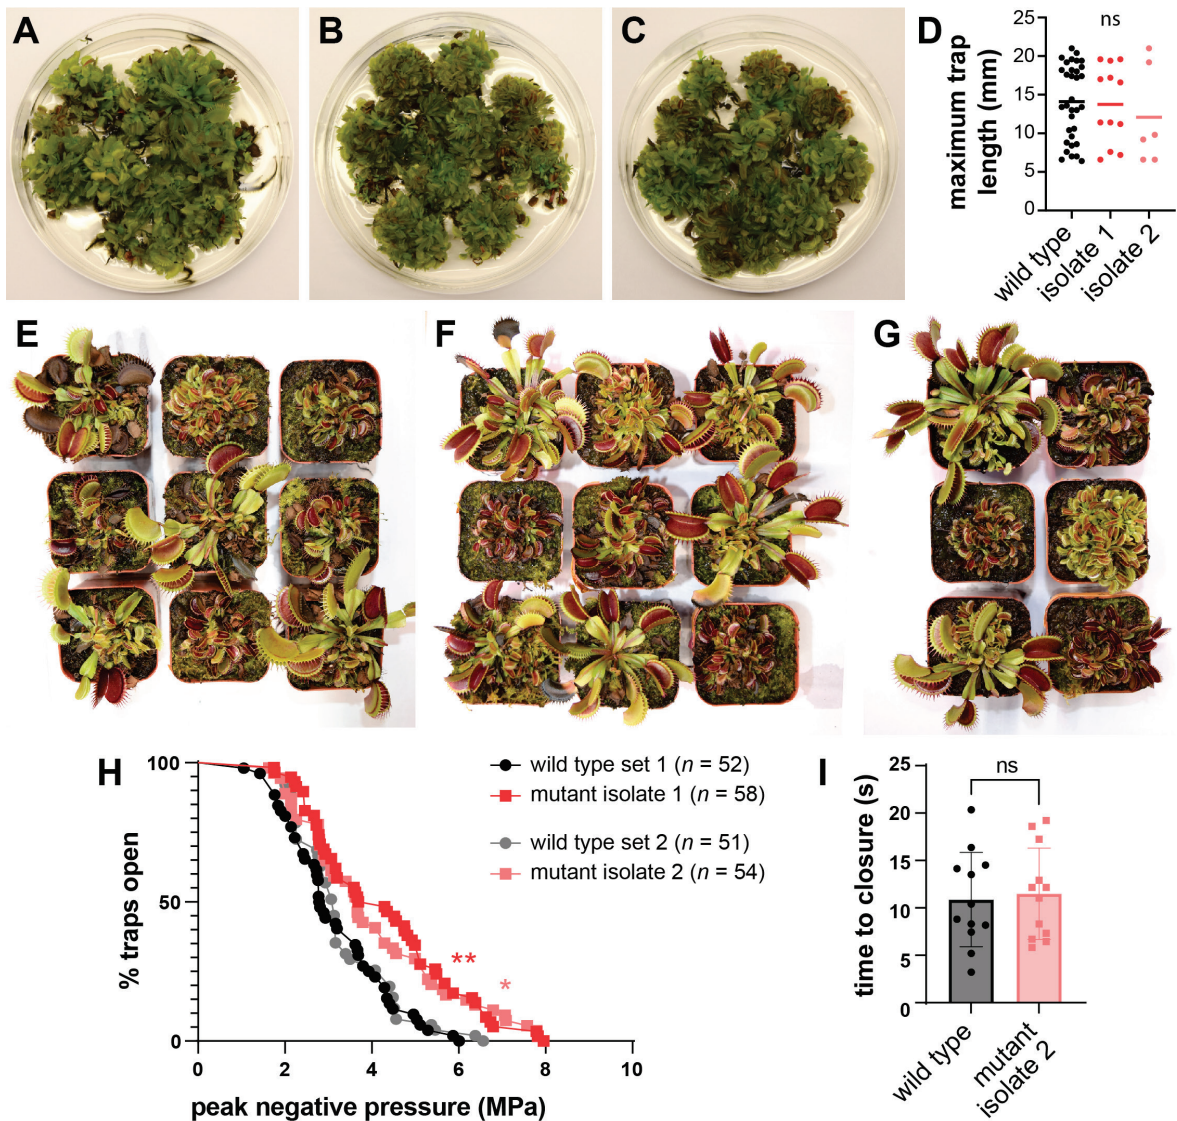 A
B
C
D
ns
25
20
15
10
5
0
maximum trap
length (mm)
wild type
isolate 1
isolate 2
E
F
G
H
100
50
0
% traps open
0
2
4
6
8
10
peak negative pressure (MPa)
wild type set 1 (n = 52)
mutant isolate 1 (n = 58)
wild type set 2 (n = 51)
mutant isolate 2 (n = 54)
**
*
I
ns
25
20
15
10
5
0
time to closure (s)
wild type
mutant
isolate 2